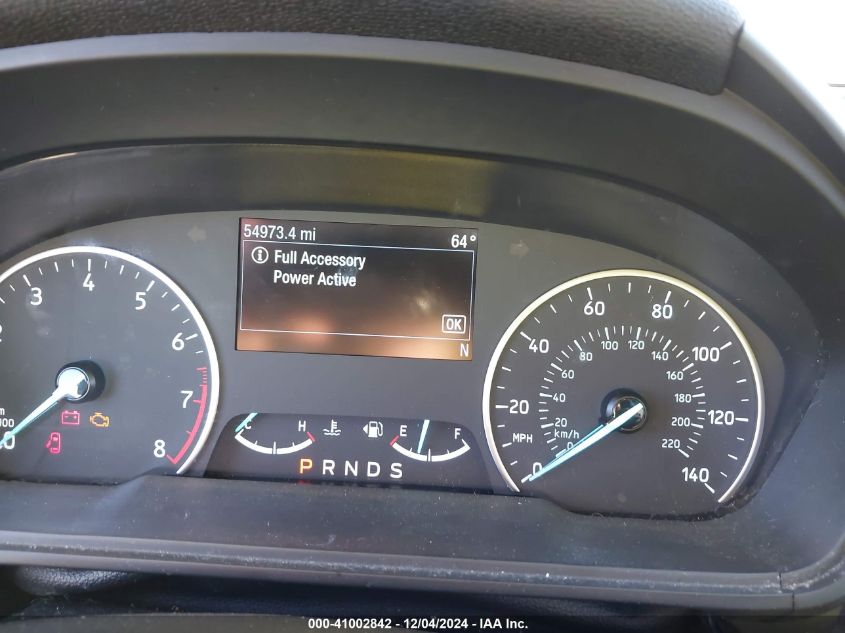 54973.4 mi 64°
Full Accessory
Power Active
OK
N
3 4 5 6 7 8
0
20 40 60 80 100 120 140
MPH
0 20 40 60 80 100 120 140 160 180 200 220
km/h
C H E F
P R N D S
000-41002842 - 12/04/2024 - IAA Inc.